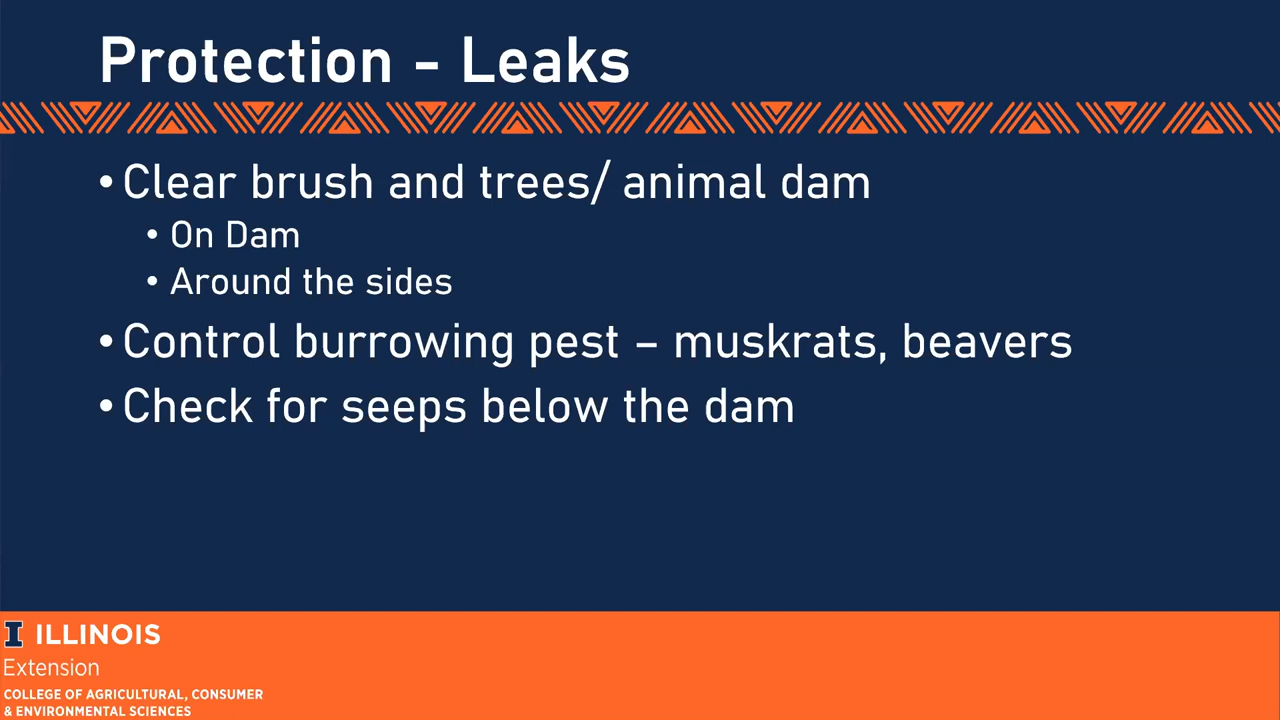 Protection - Leaks
• Clear brush and trees/ animal dam
• On Dam
• Around the sides
• Control burrowing pest – muskrats, beavers
• Check for seeps below the dam
I ILLINOIS
Extension
COLLEGE OF AGRICULTURAL, CONSUMER
& ENVIRONMENTAL SCIENCES